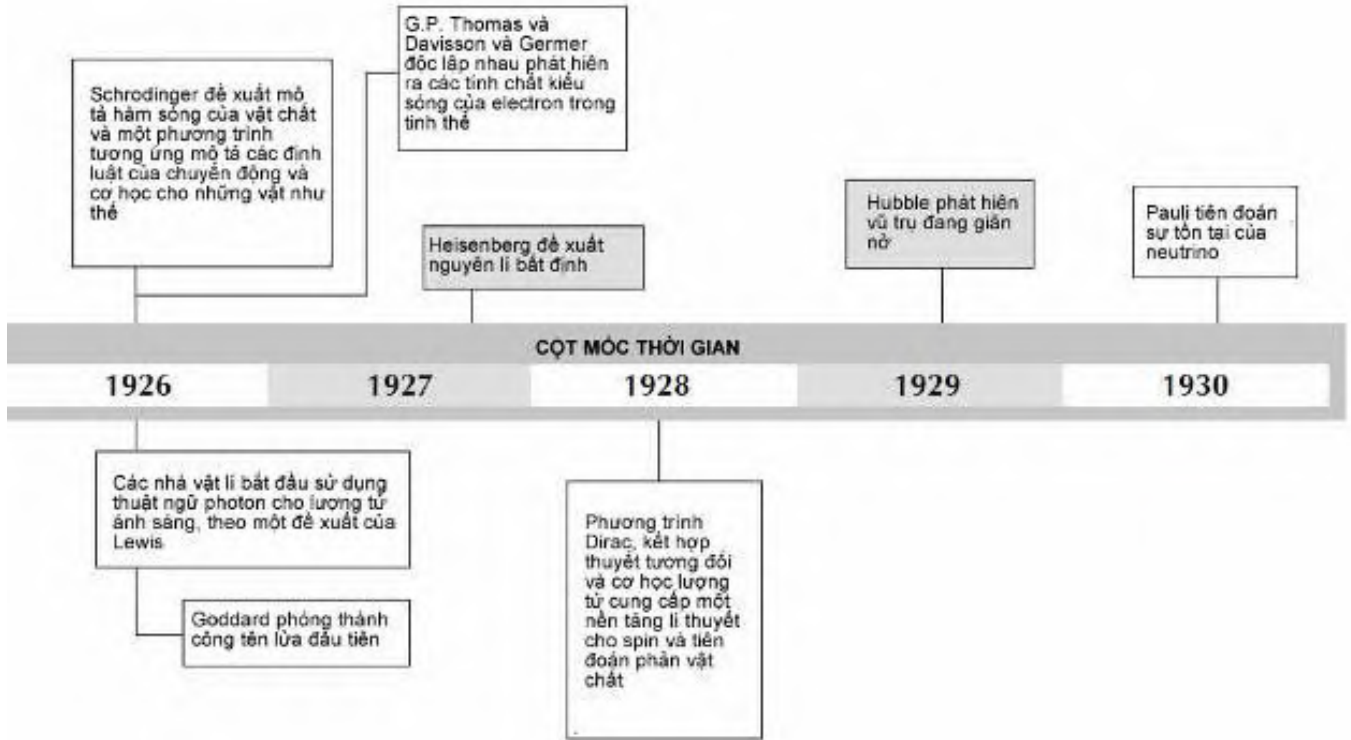 G.P. Thomas và
Davisson và Germer
độc lập nhau phát hiện
ra các tính chất kiểu
sóng của electron trong
tinh thể
Schrodinger đề xuất mô
tả hàm sóng của vật chất
và một phương trình
tương ứng mô tả các định
luật của chuyển động và
cơ học cho những vật như
thế
Heisenberg đề xuất
nguyên lí bất định
Hubble phát hiện
vũ trụ đang giãn
nở
Pauli tiên đoán
sự tồn tại của
neutrino
CỘT MỐC THỜI GIAN
1926 1927 1928 1929 1930
Các nhà vật lí bắt đầu sử dụng
thuật ngữ photon cho lượng tử
ánh sáng, theo một đề xuất của
Lewis
Goddard phóng thành
công tên lửa đầu tiên
Phương trình
Dirac, kết hợp
thuyết tương đối
và cơ học lượng
tử cung cấp một
nền tảng lí thuyết
cho spin và tiên
đoán phản vật
chất